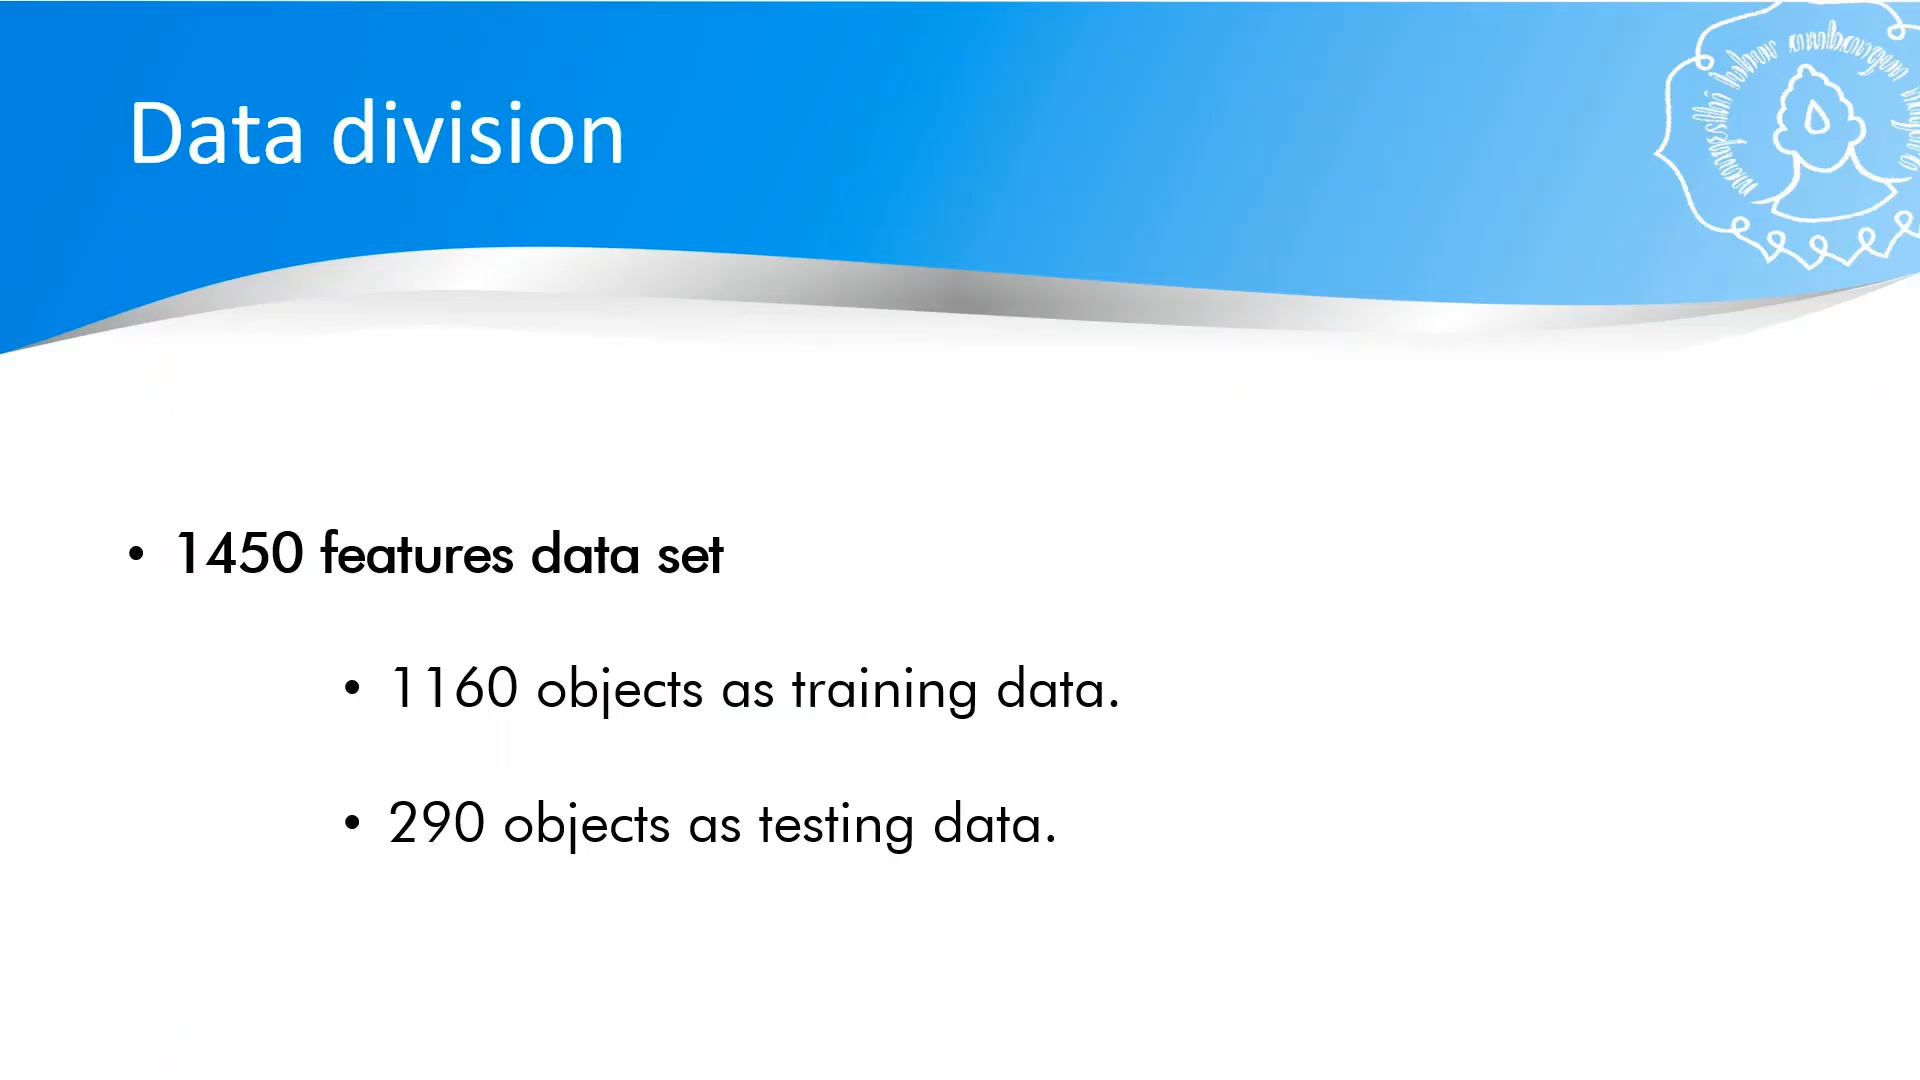 Data division
• 1450 features data set
• 1160 objects as training data.
• 290 objects as testing data.